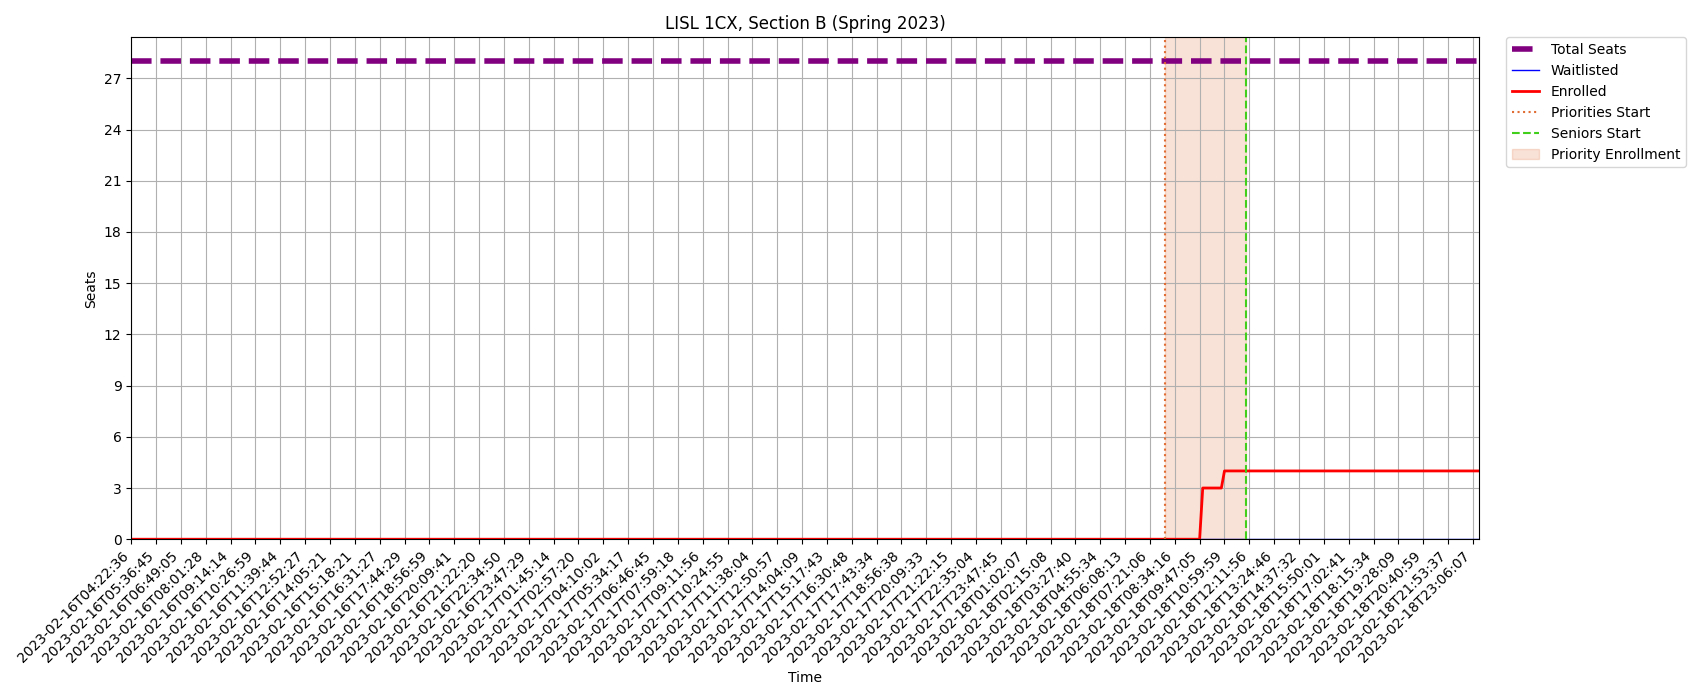 LISL 1CX, Section B (Spring 2023)
Total Seats
Waitlisted
Enrolled
Priorities Start
Seniors Start
Priority Enrollment
Seats
27
24
21
18
15
12
9
6
3
0
2023-02-16T04:22:36
2023-02-16T05:36:45
2023-02-16T06:49:05
2023-02-16T08:01:28
2023-02-16T09:14:14
2023-02-16T10:26:59
2023-02-16T11:39:44
2023-02-16T12:52:27
2023-02-16T14:05:21
2023-02-16T15:18:21
2023-02-16T16:31:27
2023-02-16T17:44:29
2023-02-16T18:56:59
2023-02-16T20:09:41
2023-02-16T21:22:20
2023-02-16T22:34:50
2023-02-16T23:47:29
2023-02-17T01:45:14
2023-02-17T02:57:20
2023-02-17T04:10:02
2023-02-17T05:34:17
2023-02-17T06:46:45
2023-02-17T07:59:18
2023-02-17T09:11:56
2023-02-17T10:24:55
2023-02-17T11:38:04
2023-02-17T12:50:57
2023-02-17T14:04:09
2023-02-17T15:17:43
2023-02-17T16:30:48
2023-02-17T17:43:34
2023-02-17T18:56:38
2023-02-17T20:09:33
2023-02-17T21:22:15
2023-02-17T22:35:04
2023-02-17T23:47:45
2023-02-18T01:02:07
2023-02-18T02:15:08
2023-02-18T03:27:40
2023-02-18T04:55:34
2023-02-18T06:08:13
2023-02-18T07:21:06
2023-02-18T08:34:16
2023-02-18T09:47:05
2023-02-18T10:59:59
2023-02-18T12:11:56
2023-02-18T13:24:46
2023-02-18T14:37:32
2023-02-18T15:50:01
2023-02-18T17:02:41
2023-02-18T18:15:34
2023-02-18T19:28:09
2023-02-18T20:40:59
2023-02-18T21:53:37
2023-02-18T23:06:07
Time